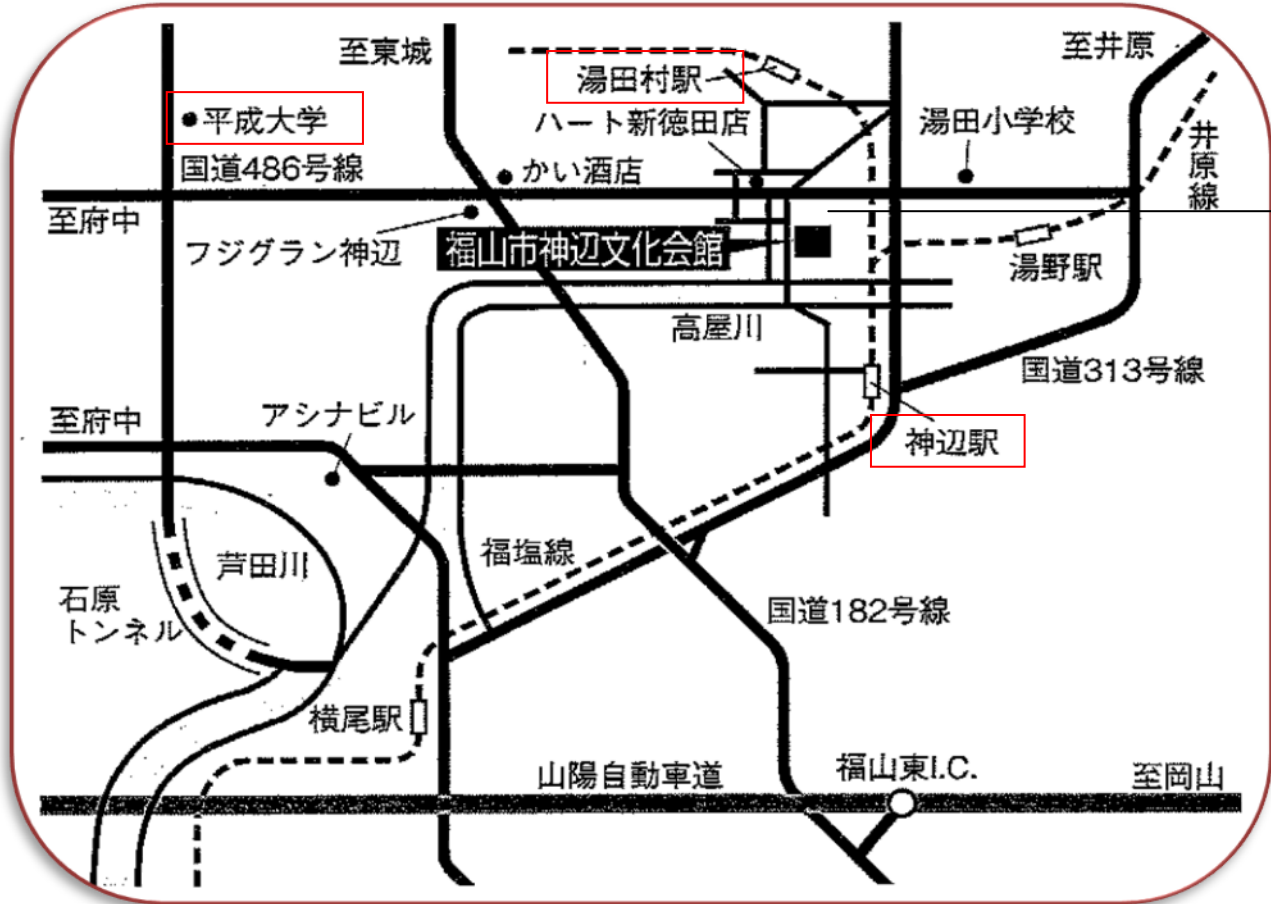 至東城
湯田村駅
至井原
平成大学
ハート新徳田店
湯田小学校
国道486号線
かい酒店
井原線
至府中
フジグラン神辺
福山市神辺文化会館
湯野駅
高屋川
国道313号線
至府中
アシナビル
神辺駅
芦田川
福塩線
石原
トンネル
国道182号線
横尾駅
山陽自動車道
福山東I.C.
至岡山